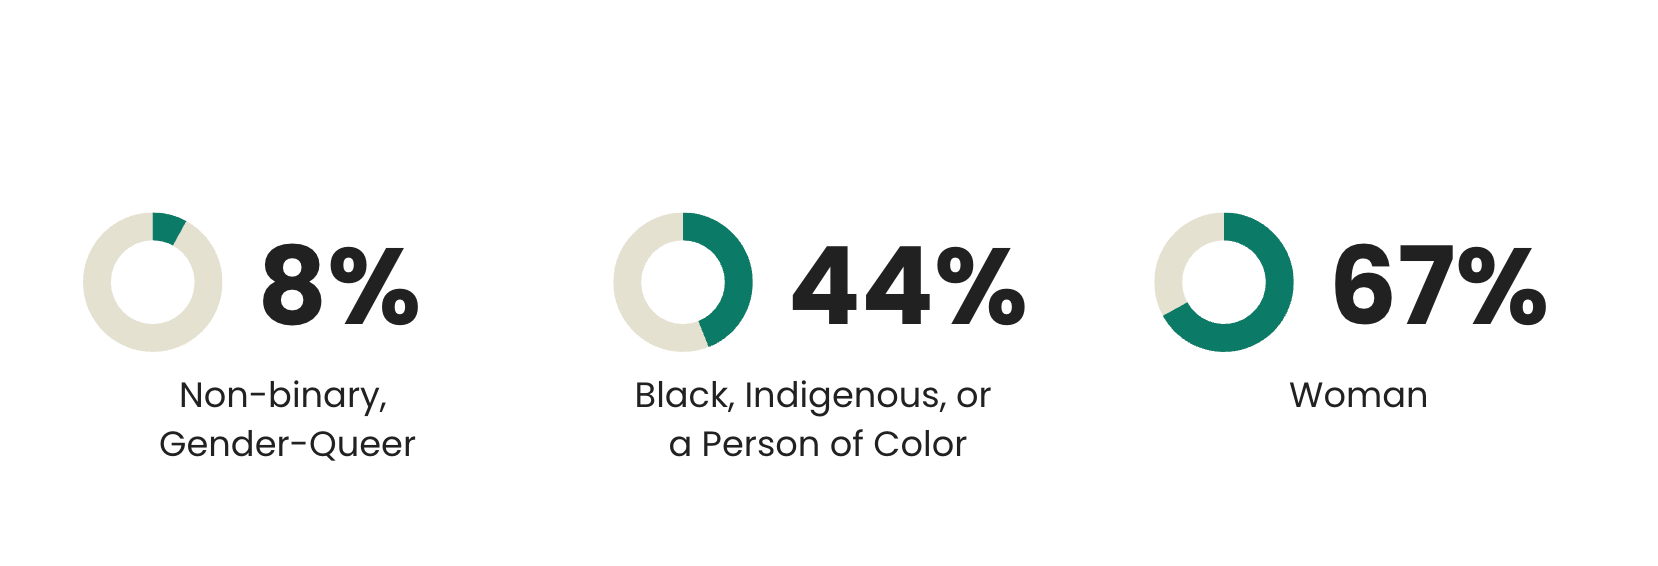 8%
Non-binary,
Gender-Queer
44%
Black, Indigenous, or
a Person of Color
67%
Woman